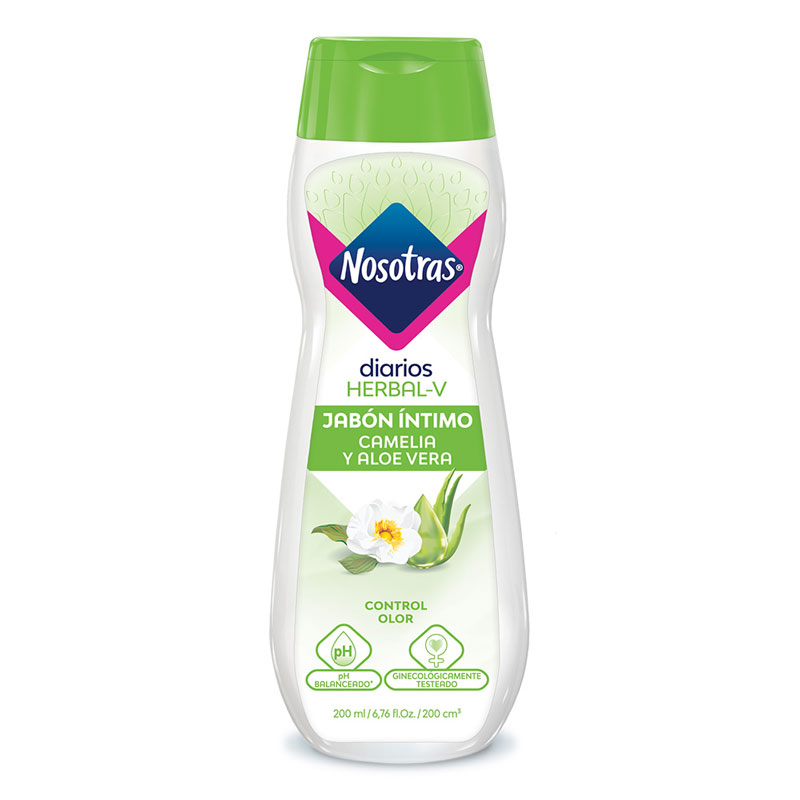 Nosotras®
diarios
HERBAL-V
JABÓN ÍNTIMO
CAMELIA
Y ALOE VERA
CONTROL
OLOR
pH
pH
BALANCEADO*
GINECOLÓGICAMENTE
TESTEADO
200 ml / 6,76 fl.Oz. / 200 cm³